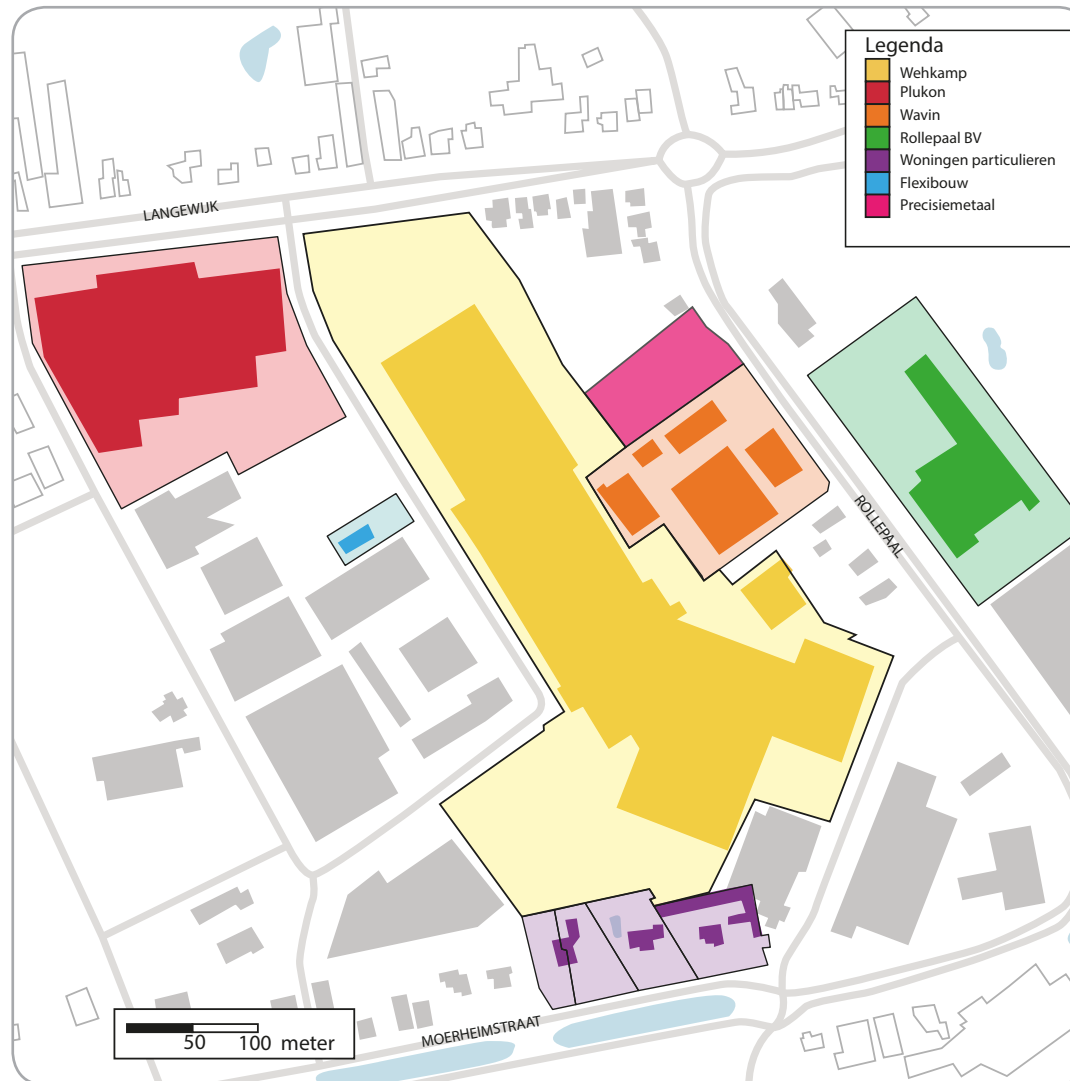 Legenda
Wehkamp
Plukon
Wavin
Rollepaal BV
Woningen particulieren
Flexibouw
Precisiemetaal
LANGEWIJK
ROLLEPAAL
MOERHEIMSTRAAT
50 100 meter